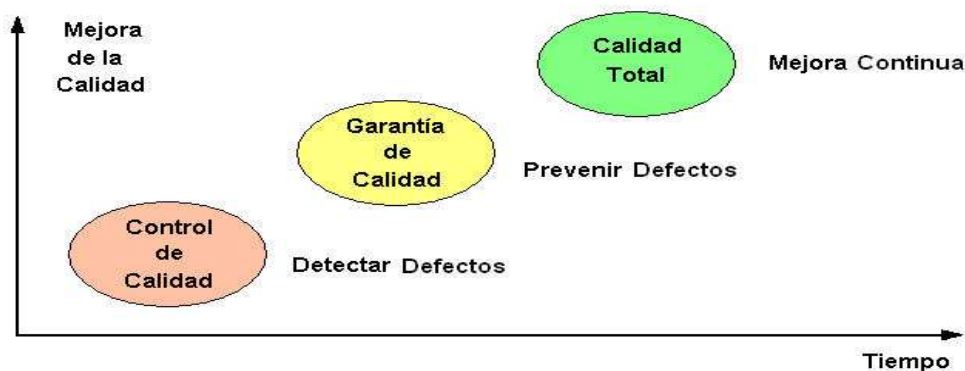 Mejora
de la
Calidad
Calidad
Total
Mejora Continua
Garantía
de
Calidad
Prevenir Defectos
Control
de
Calidad
Detectar Defectos
Tiempo